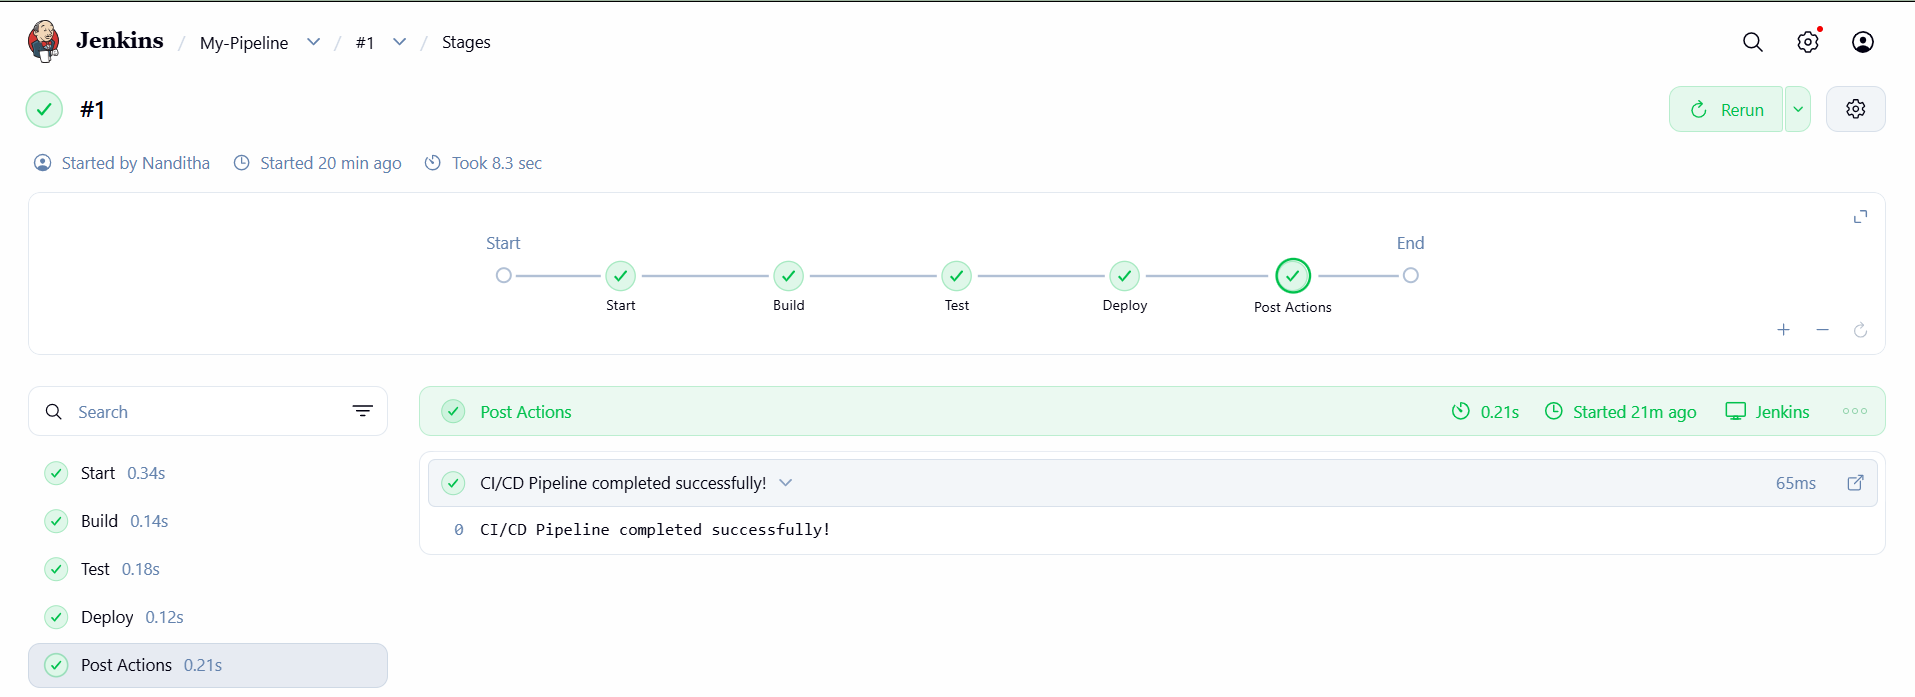 Jenkins / My-Pipeline / #1 / Stages
#1
Rerun
Started by Nanditha Started 20 min ago Took 8.3 sec
Start End
Start Build Test Deploy Post Actions
Search
Start 0.34s
Build 0.14s
Test 0.18s
Deploy 0.12s
Post Actions 0.21s
Post Actions 0.21s Started 21m ago Jenkins
CI/CD Pipeline completed successfully! 65ms
0 CI/CD Pipeline completed successfully!